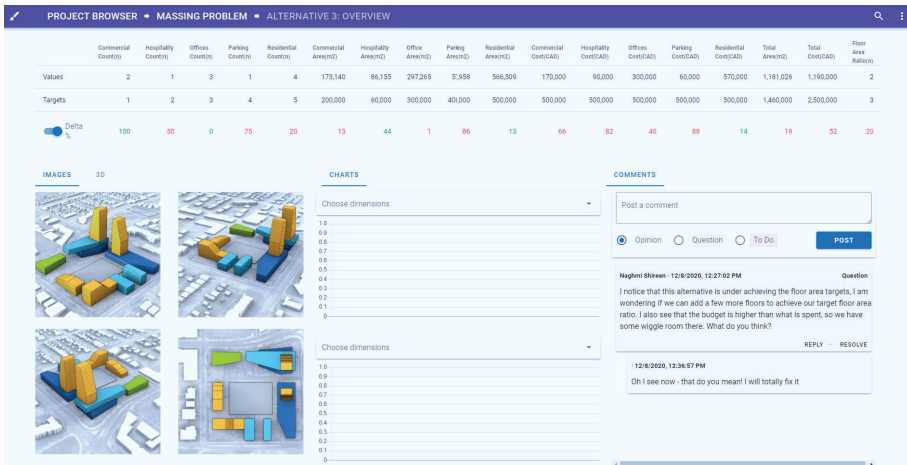 PROJECT BROWSER → MASSING PROBLEM → ALTERNATIVE 3: OVERVIEW
Commercial Count(n) Hospitality Count(n) Offices Count(n) Parking Count(n) Residential Count(n) Commercial Area(m2) Hospitality Area(m2) Office Area(m2) Parking Area(m2) Residential Area(m2) Commercial Cost(CAD) Hospitality Cost(CAD) Offices Cost(CAD) Parking Cost(CAD) Residential Cost(CAD) Total Area(m2) Total Cost(CAD) Floor Area Ratio(n)
Values 2 1 3 1 4 173,140 86,155 297,265 5,958 566,509 170,000 90,000 300,000 60,000 570,000 1,181,026 1,190,000 2
Targets 1 2 3 4 5 200,000 60,000 300,000 400,000 500,000 500,000 500,000 500,000 500,000 500,000 1,460,000 2,500,000 3
Delta % 100 50 0 75 20 13 44 1 86 13 66 82 40 88 14 19 52 20
IMAGES 3D
CHARTS
Choose dimensions
1.0
0.9
0.8
0.7
0.6
0.5
0.4
0.3
0.2
0.1
0
Choose dimensions
1.0
0.9
0.8
0.7
0.6
0.5
0.4
0.3
0.2
0.1
0
COMMENTS
Post a comment
Opinion Question To Do POST
Naghmi Shireen - 12/8/2020, 12:27:02 PM Question
I notice that this alternative is under achieving the floor area targets, I am
wondering if we can add a few more floors to achieve our target floor area
ratio. I also see that the budget is higher than what is spent, so we have
some wiggle room there. What do you think?
REPLY - RESOLVE
- 12/8/2020, 12:36:57 PM
Oh I see now - that do you mean! I will totally fix it